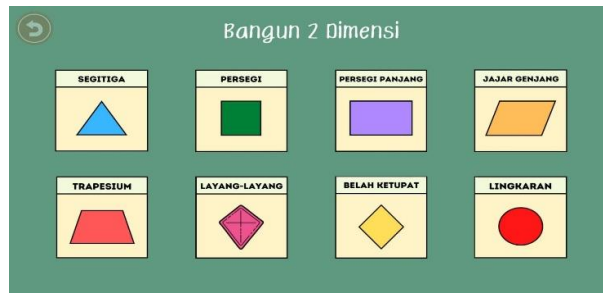 Bangun 2 Dimensi
SEGITIGA
PERSEGI
PERSEGI PANJANG
JAJAR GENJANG
TRAPESIUM
LAYANG-LAYANG
BELAH KETUPAT
LINGKARAN